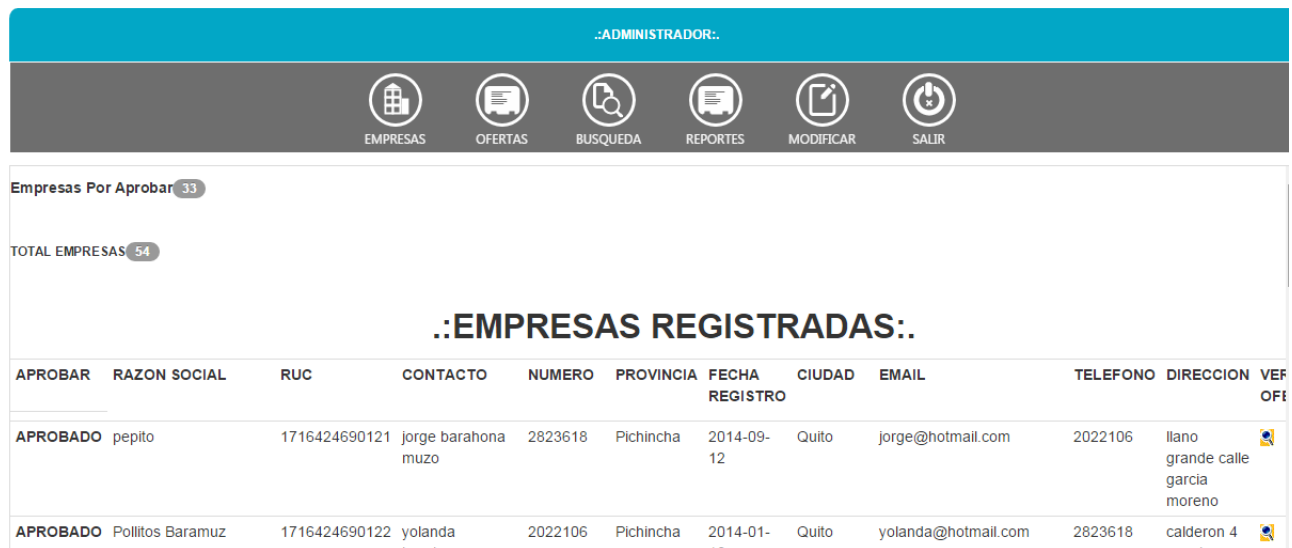 .:ADMINISTRADOR:.
EMPRESAS OFERTAS BUSQUEDA REPORTES MODIFICAR SALIR
Empresas Por Aprobar 33
TOTAL EMPRESAS 54
.:EMPRESAS REGISTRADAS:.
APROBAR RAZON SOCIAL RUC CONTACTO NUMERO PROVINCIA FECHA CIUDAD EMAIL TELEFONO DIRECCION VER
REGISTRO
APROBADO pepito 1716424690121 jorge barahona 2823618 Pichincha 2014-09- Quito jorge@hotmail.com 2022106 llano
muzo 12 grande calle
garcia
moreno
APROBADO Pollitos Baramuz 1716424690122 yolanda 2022106 Pichincha 2014-01- Quito yolanda@hotmail.com 2823618 calderon 4